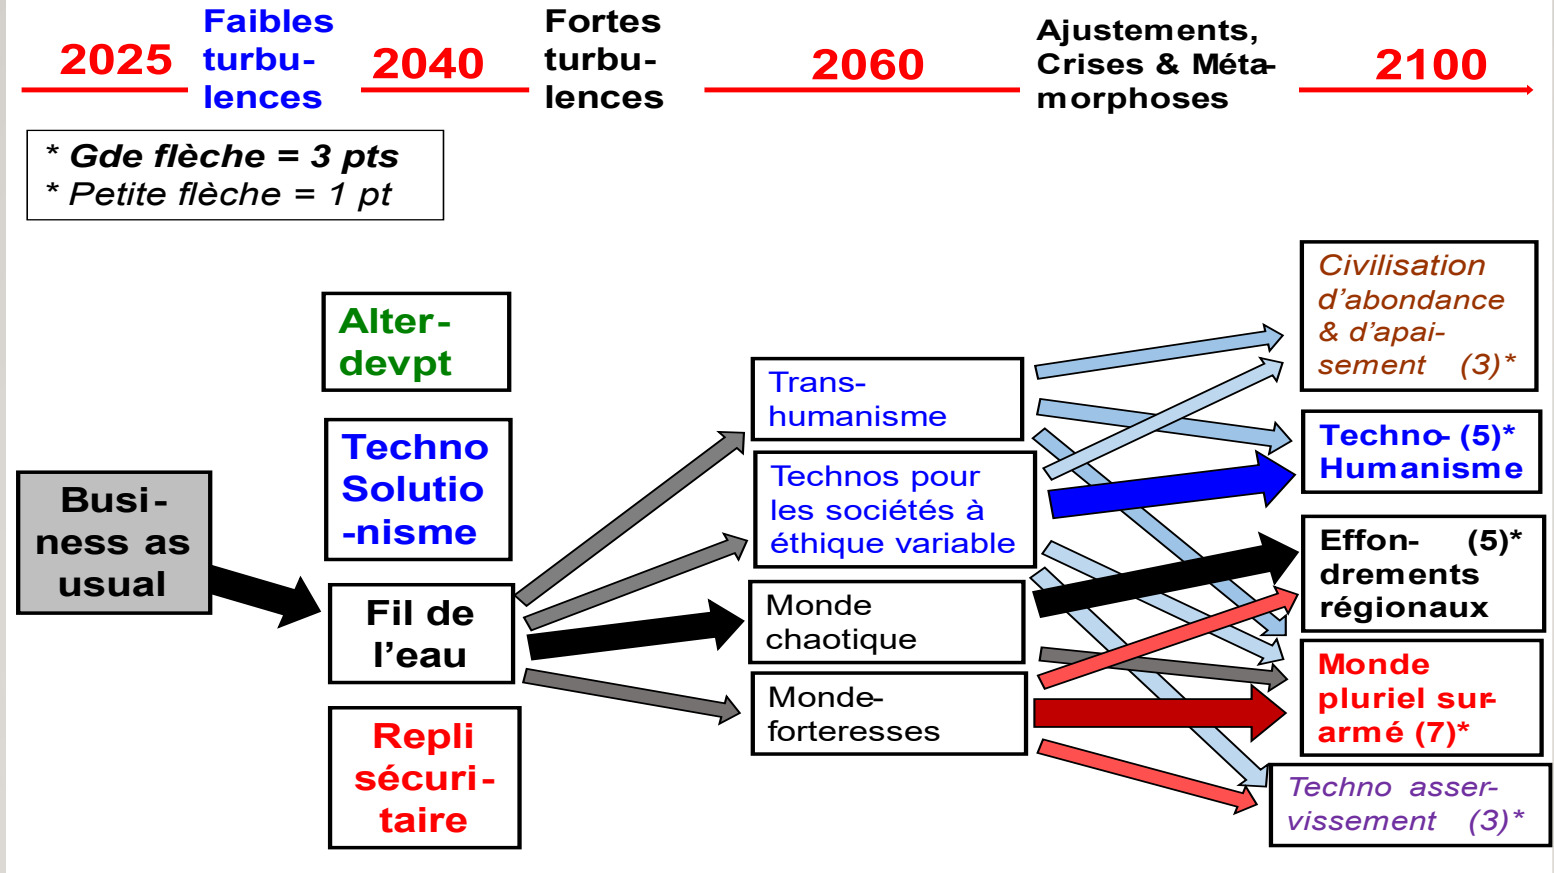 2025
Faibles
turbu-
lences
2040
Fortes
turbu-
lences
2060
Ajustements,
Crises & Méta-
morphoses
2100
* Gde flèche = 3 pts
* Petite flèche = 1 pt
Busi-
ness as
usual
Alter-
devpt
Techno
Solutio
-nisme
Fil de
l'eau
Repli
sécuri-
taire
Trans-
humanisme
Technos pour
les sociétés à
éthique variable
Monde
chaotique
Monde-
forteresses
Civilisation
d'abondance
& d'apai-
sement (3)*
Techno- (5)*
Humanisme
Effon- (5)*
drements
régionaux
Monde
pluriel sur-
armé (7)*
Techno asser-
vissement (3)*